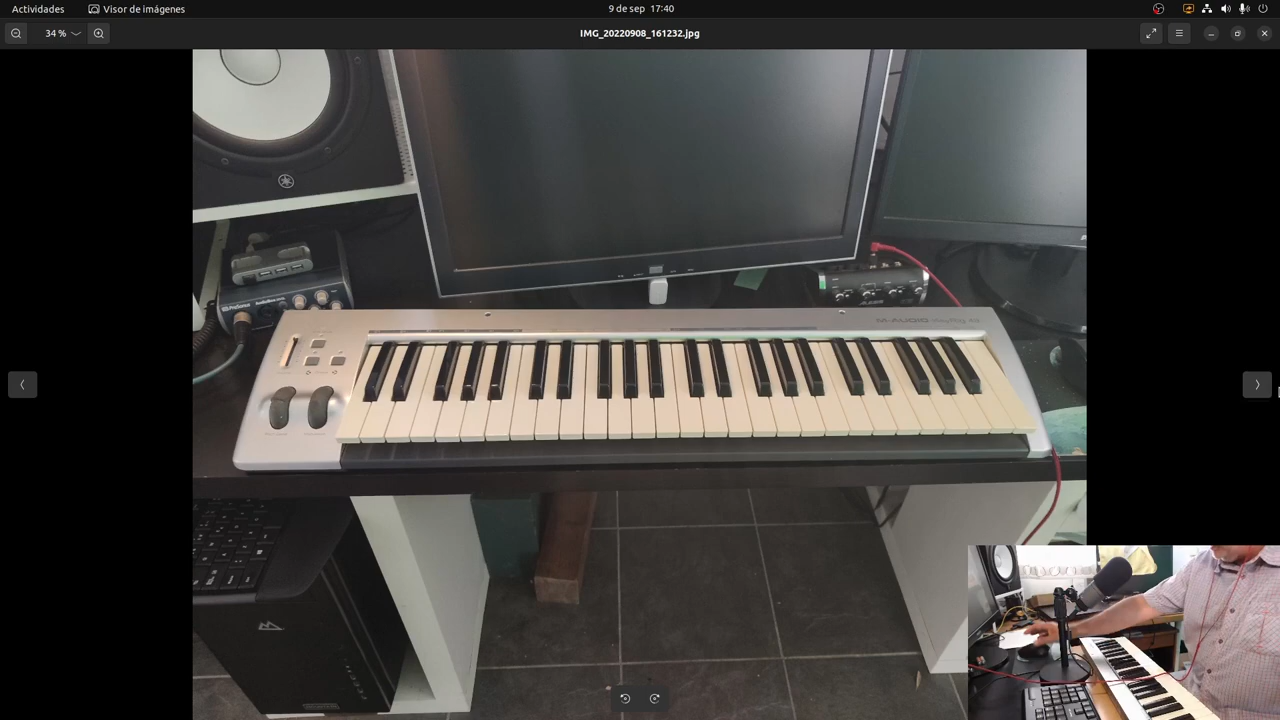 Actividades
Visor de imágenes
9 de sep 17:40
34 %
IMG_20220908_161232.jpg
PreSonus
M-AUDIO